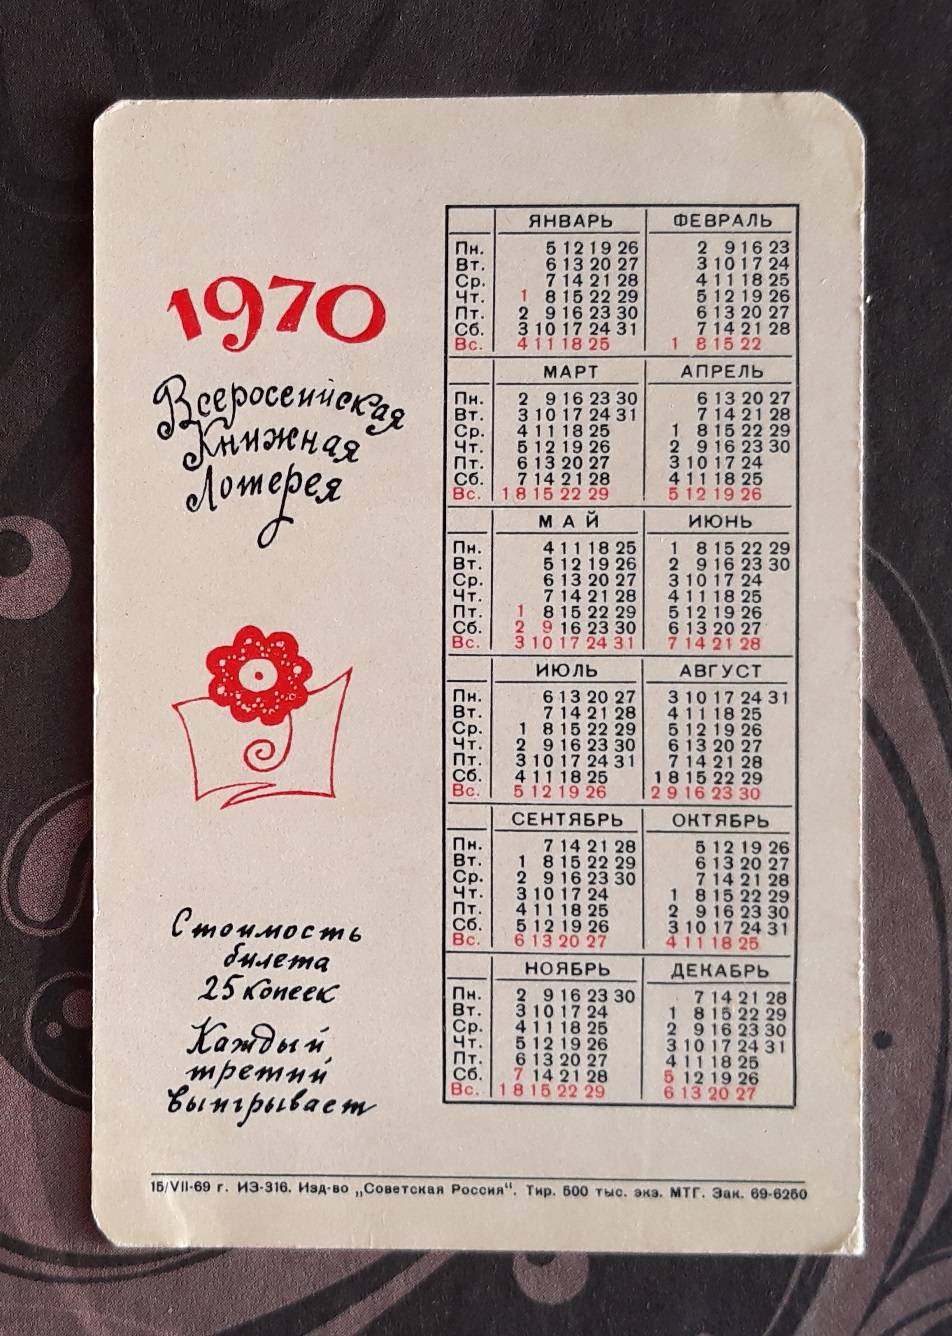 1970
Всеросеийская
Книжная
Лотерея
Стоимость
билета
25 копеек
Каждый
третий
выигрывает
ЯНВАРЬ ФЕВРАЛЬ
Пн. 5 12 19 26 2 9 16 23
Вт. 6 13 20 27 3 10 17 24
Ср. 7 14 21 28 4 11 18 25
Чт. 1 8 15 22 29 5 12 19 26
Пт. 2 9 16 23 30 6 13 20 27
Сб. 3 10 17 24 31 7 14 21 28
Вс. 4 11 18 25 1 8 15 22
МАРТ АПРЕЛЬ
Пн. 2 9 16 23 30 6 13 20 27
Вт. 3 10 17 24 31 7 14 21 28
Ср. 4 11 18 25 1 8 15 22 29
Чт. 5 12 19 26 2 9 16 23 30
Пт. 6 13 20 27 3 10 17 24
Сб. 7 14 21 28 4 11 18 25
Вс. 1 8 15 22 29 5 12 19 26
МАЙ ИЮНЬ
Пн. 4 11 18 25 1 8 15 22 29
Вт. 5 12 19 26 2 9 16 23 30
Ср. 6 13 20 27 3 10 17 24
Чт. 7 14 21 28 4 11 18 25
Пт. 1 8 15 22 29 5 12 19 26
Сб. 2 9 16 23 30 6 13 20 27
Вс. 3 10 17 24 31 7 14 21 28
ИЮЛЬ АВГУСТ
Пн. 6 13 20 27 3 10 17 24 31
Вт. 7 14 21 28 4 11 18 25
Ср. 1 8 15 22 29 5 12 19 26
Чт. 2 9 16 23 30 6 13 20 27
Пт. 3 10 17 24 31 7 14 21 28
Сб. 4 11 18 25 1 8 15 22 29
Вс. 5 12 19 26 2 9 16 23 30
СЕНТЯБРЬ ОКТЯБРЬ
Пн. 7 14 21 28 5 12 19 26
Вт. 1 8 15 22 29 6 13 20 27
Ср. 2 9 16 23 30 7 14 21 28
Чт. 3 10 17 24 1 8 15 22 29
Пт. 4 11 18 25 2 9 16 23 30
Сб. 5 12 19 26 3 10 17 24 31
Вс. 6 13 20 27 4 11 18 25
НОЯБРЬ ДЕКАБРЬ
Пн. 2 9 16 23 30 7 14 21 28
Вт. 3 10 17 24 1 8 15 22 29
Ср. 4 11 18 25 2 9 16 23 30
Чт. 5 12 19 26 3 10 17 24 31
Пт. 6 13 20 27 4 11 18 25
Сб. 7 14 21 28 5 12 19 26
Вс. 1 8 15 22 29 6 13 20 27
15/VII-69 г. ИЗ-316. Изд-во „Советская Россия“. Тир. 500 тыс. экз. МТГ. Зак. 69-6250